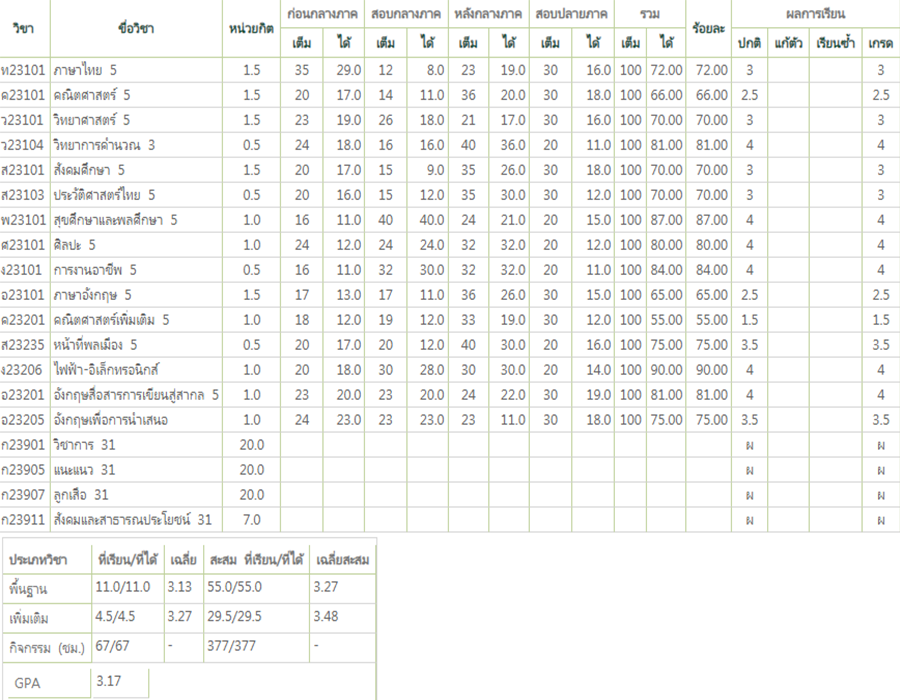 วิชา ชื่อวิชา หน่วยกิต ก่อนกลางภาค สอบกลางภาค หลังกลางภาค สอบปลายภาค รวม ร้อยละ ผลการเรียน
เต็ม ได้ เต็ม ได้ เต็ม ได้ เต็ม ได้ เต็ม ได้ ปกติ แก้ตัว เรียนซ้ำ เกรด
ท23101 ภาษาไทย 5 1.5 35 29.0 12 8.0 23 19.0 30 16.0 100 72.00 72.00 3 3
ค23101 คณิตศาสตร์ 5 1.5 20 17.0 14 11.0 36 20.0 30 18.0 100 66.00 66.00 2.5 2.5
ว23101 วิทยาศาสตร์ 5 1.5 23 19.0 26 18.0 21 17.0 30 16.0 100 70.00 70.00 3 3
ว23104 วิทยาการคำนวณ 3 0.5 24 18.0 16 16.0 40 36.0 20 11.0 100 81.00 81.00 4 4
ส23101 สังคมศึกษา 5 1.5 20 17.0 15 9.0 35 26.0 30 18.0 100 70.00 70.00 3 3
ส23103 ประวัติศาสตร์ไทย 5 0.5 20 16.0 15 12.0 35 30.0 30 12.0 100 70.00 70.00 3 3
พ23101 สุขศึกษาและพลศึกษา 5 1.0 16 11.0 40 40.0 24 21.0 20 15.0 100 87.00 87.00 4 4
ศ23101 ศิลปะ 5 1.0 24 12.0 24 24.0 32 32.0 20 12.0 100 80.00 80.00 4 4
ง23101 การงานอาชีพ 5 0.5 16 11.0 32 30.0 32 32.0 20 11.0 100 84.00 84.00 4 4
อ23101 ภาษาอังกฤษ 5 1.5 17 13.0 17 11.0 36 26.0 30 15.0 100 65.00 65.00 2.5 2.5
ค23201 คณิตศาสตร์เพิ่มเติม 5 1.0 18 12.0 19 12.0 33 19.0 30 12.0 100 55.00 55.00 1.5 1.5
ส23235 หน้าที่พลเมือง 5 0.5 20 17.0 20 12.0 40 30.0 20 16.0 100 75.00 75.00 3.5 3.5
ง23206 ไฟฟ้า-อิเล็กทรอนิกส์ 1.0 20 18.0 30 28.0 30 30.0 20 14.0 100 90.00 90.00 4 4
อ23201 อังกฤษสื่อสารการเขียนสู่สากล 5 1.0 23 20.0 23 20.0 24 22.0 30 19.0 100 81.00 81.00 4 4
อ23205 อังกฤษเพื่อการนำเสนอ 1.0 24 23.0 23 23.0 23 11.0 30 18.0 100 75.00 75.00 3.5 3.5
ก23901 วิชาการ 31 20.0 ผ ผ
ก23905 แนะแนว 31 20.0 ผ ผ
ก23907 ลูกเสือ 31 20.0 ผ ผ
ก23911 สังคมและสาธารณประโยชน์ 31 7.0 ผ ผ
ประเภทวิชา ที่เรียน/ที่ได้ เฉลี่ย สะสม ที่เรียน/ที่ได้ เฉลี่ยสะสม
พื้นฐาน 11.0/11.0 3.13 55.0/55.0 3.27
เพิ่มเติม 4.5/4.5 3.27 29.5/29.5 3.48
กิจกรรม (ชม.) 67/67 - 377/377 -
GPA 3.17